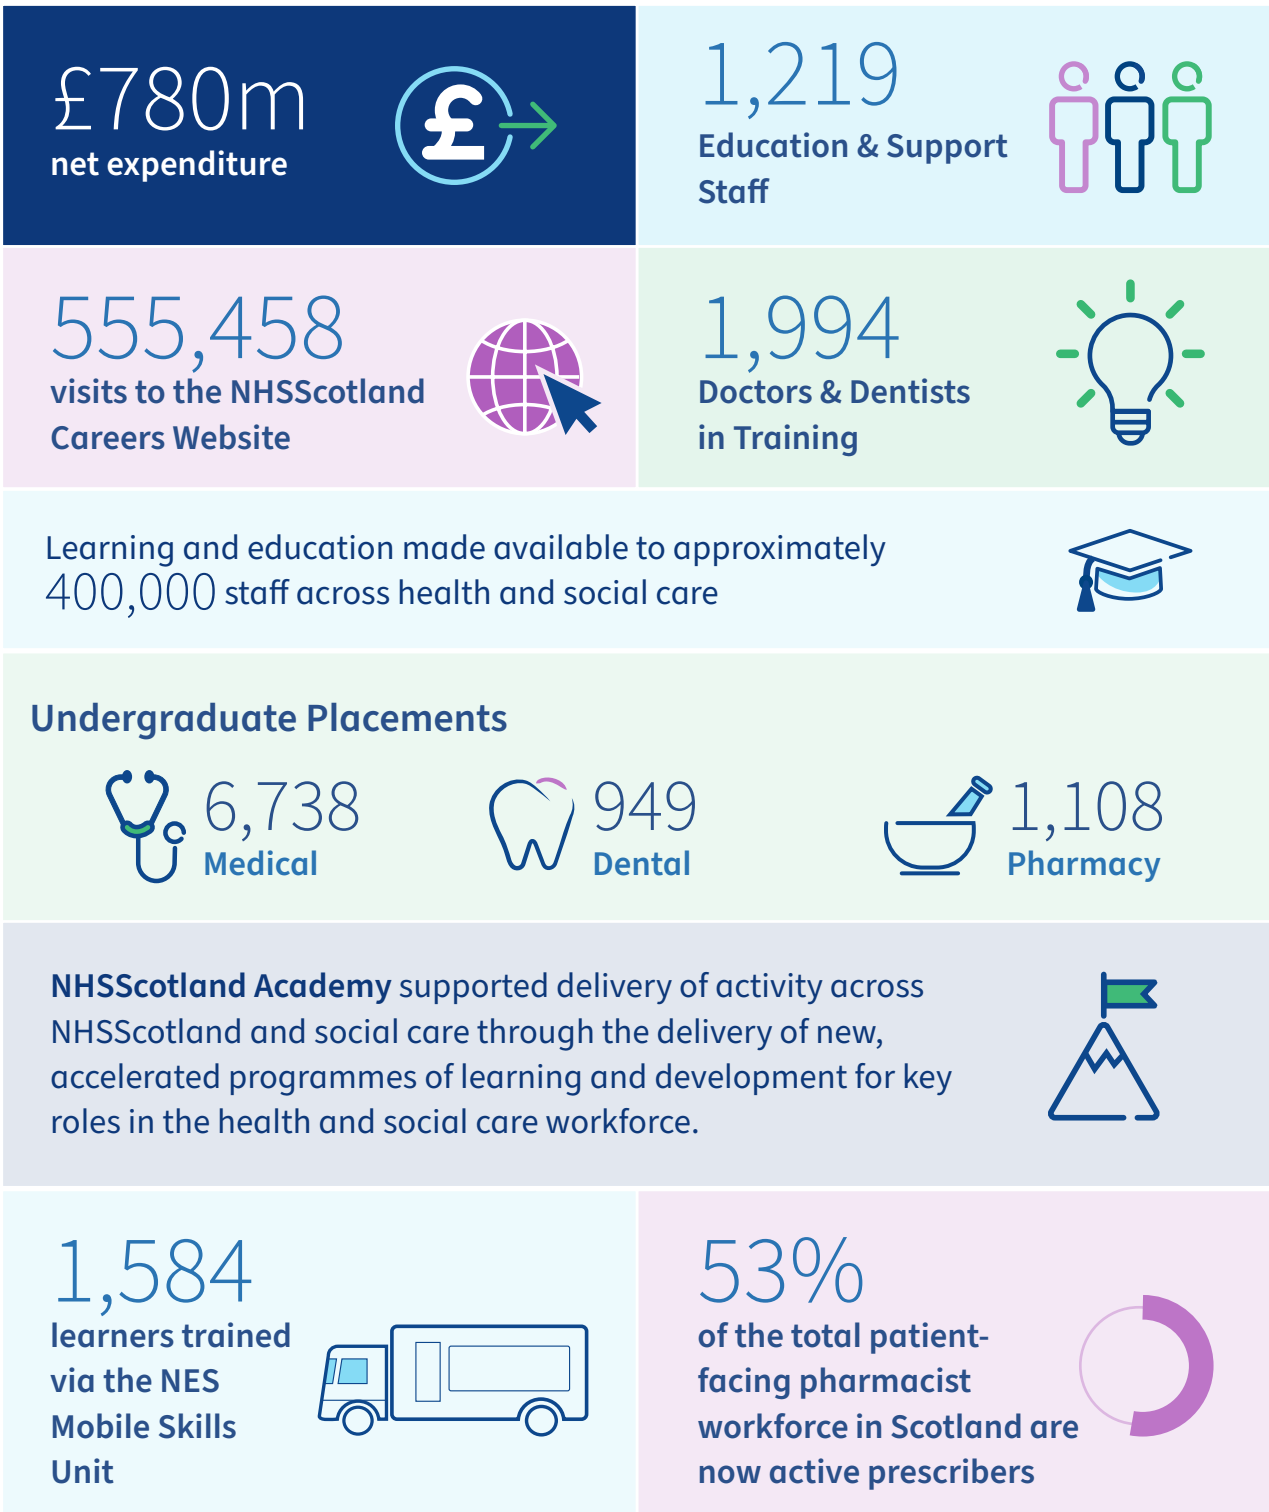 £780m
net expenditure
1,219
Education & Support
Staff
555,458
visits to the NHSScotland
Careers Website
1,994
Doctors & Dentists
in Training
Learning and education made available to approximately
400,000 staff across health and social care
Undergraduate Placements
6,738
Medical
949
Dental
1,108
Pharmacy
NHSScotland Academy supported delivery of activity across
NHSScotland and social care through the delivery of new,
accelerated programmes of learning and development for key
roles in the health and social care workforce.
1,584
learners trained
via the NES
Mobile Skills
Unit
53%
of the total patient-
facing pharmacist
workforce in Scotland are
now active prescribers